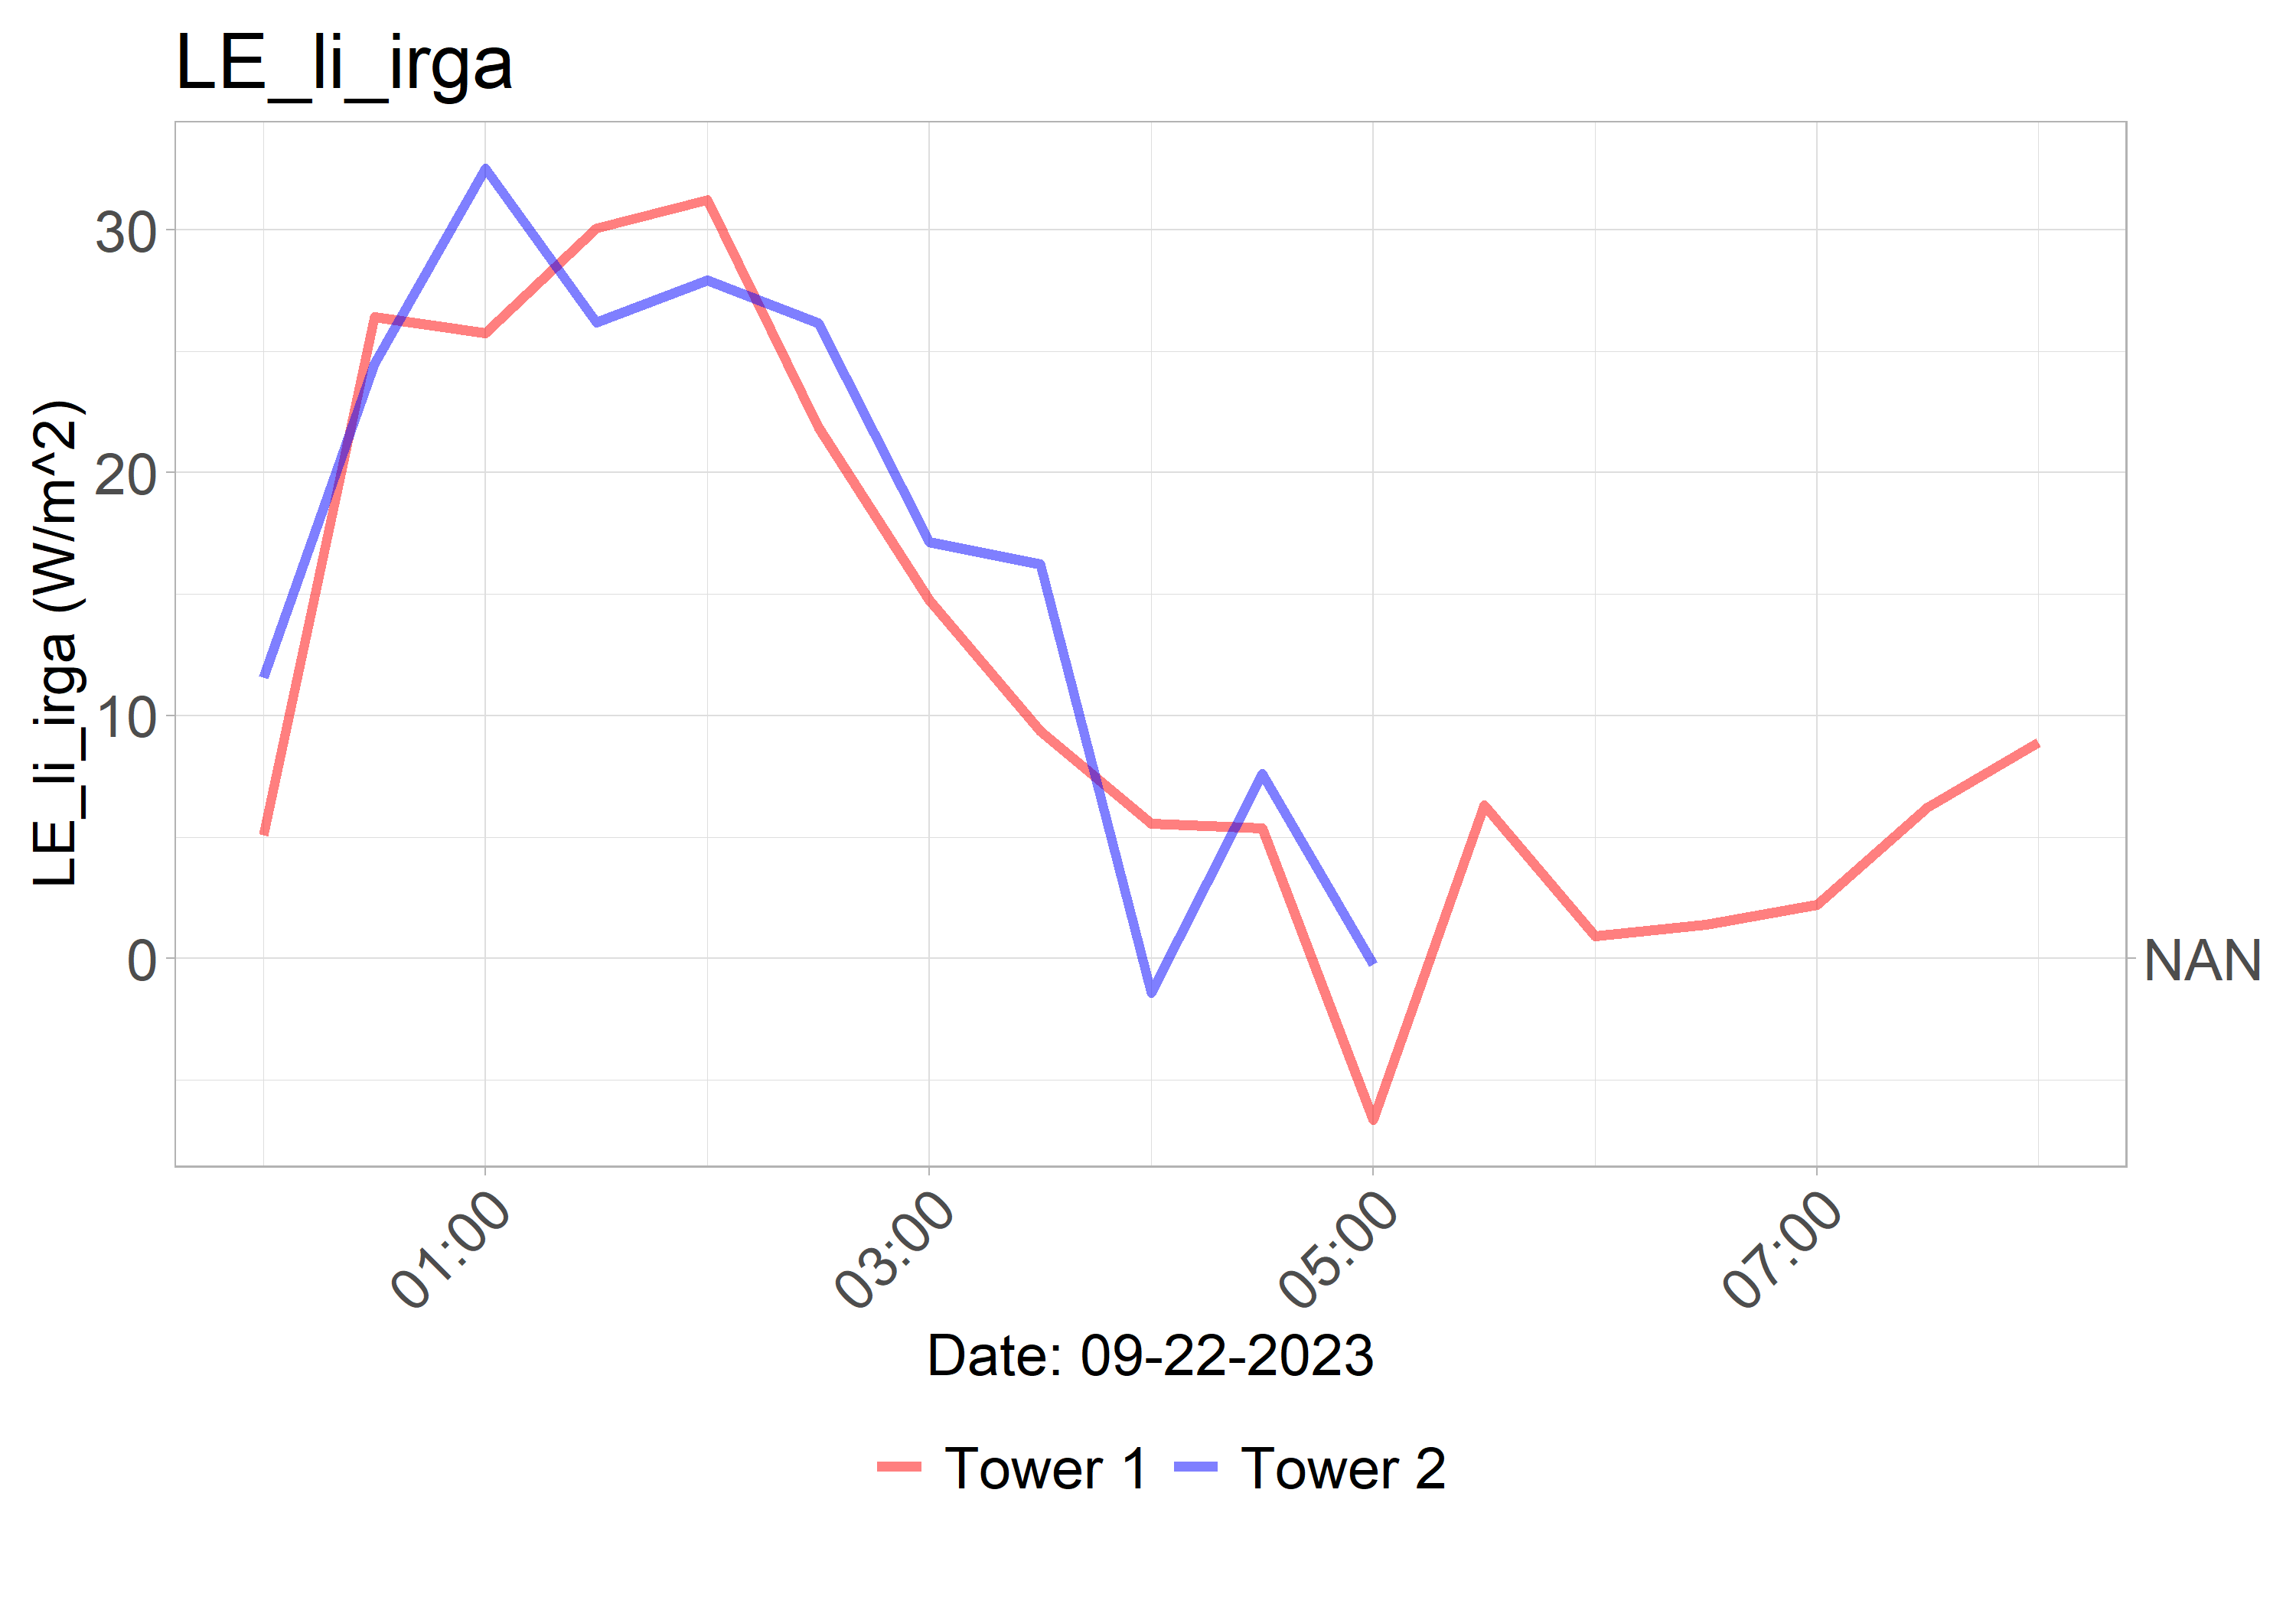 LE_li_irga
LE_li_irga (W/m^2)
30
20
10
0
NAN
01:00
03:00
05:00
07:00
Date: 09-22-2023
Tower 1
Tower 2